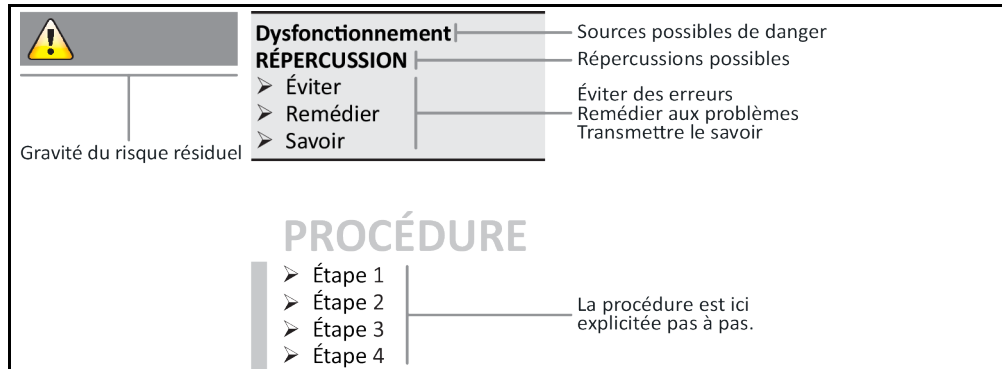 Dysfonctionnement
Sources possibles de danger
RÉPERCUSSION
Répercussions possibles
Éviter
Remédier
Savoir
Éviter des erreurs
Remédier aux problèmes
Transmettre le savoir
Gravité du risque résiduel
PROCÉDURE
Étape 1
Étape 2
Étape 3
Étape 4
La procédure est ici
explicitée pas à pas.